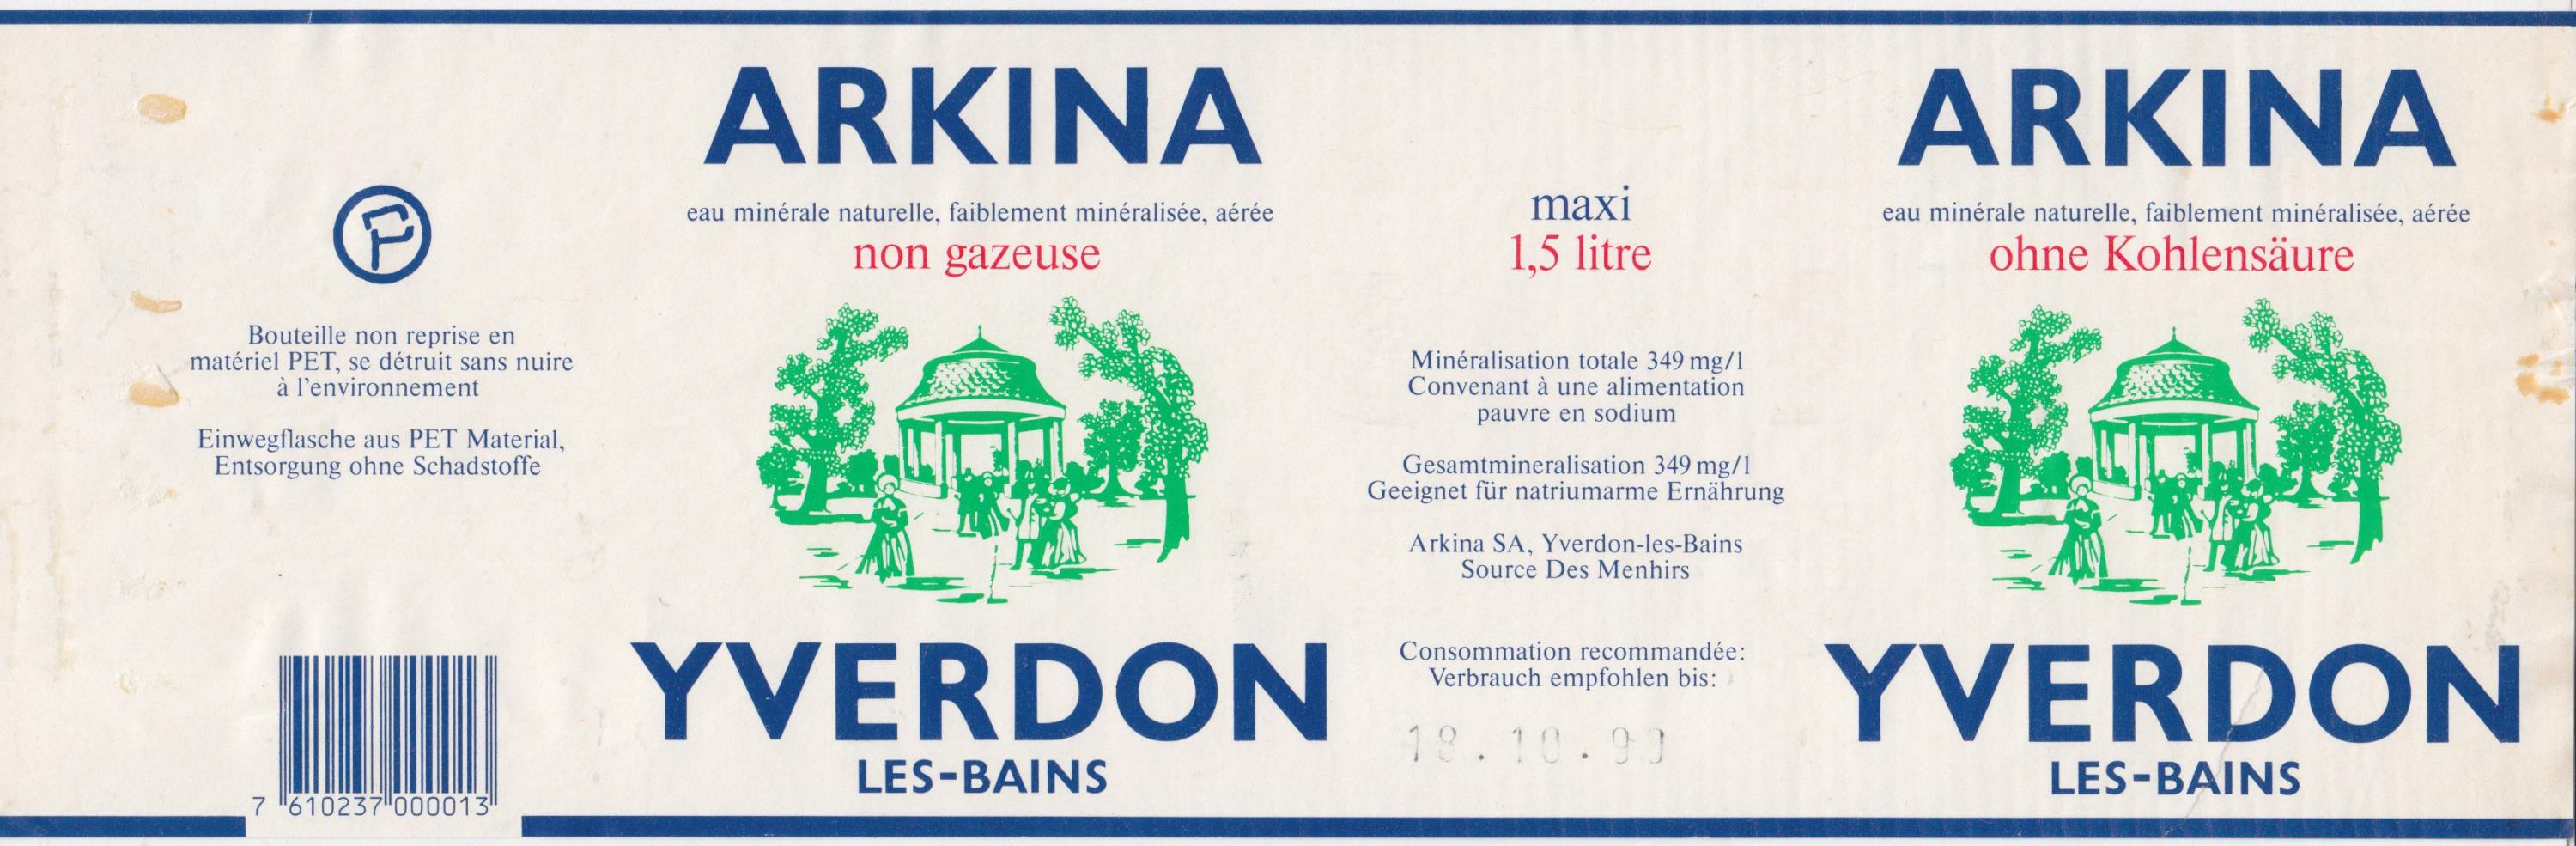 Bouteille non reprise en
matériel PET, se détruit sans nuire
à l'environnement
Einwegflasche aus PET Material,
Entsorgung ohne Schadstoffe
7 610237 000013
ARKINA
eau minérale naturelle, faiblement minéralisée, aérée
non gazeuse
YVERDON
LES-BAINS
maxi
1,5 litre
Minéralisation totale 349 mg/l
Convenant à une alimentation
pauvre en sodium
Gesamtmineralisation 349 mg/l
Geeignet für natriumarme Ernährung
Arkina SA, Yverdon-les-Bains
Source Des Menhirs
Consommation recommandée:
Verbrauch empfohlen bis:
ARKINA
eau minérale naturelle, faiblement minéralisée, aérée
ohne Kohlensäure
YVERDON
LES-BAINS